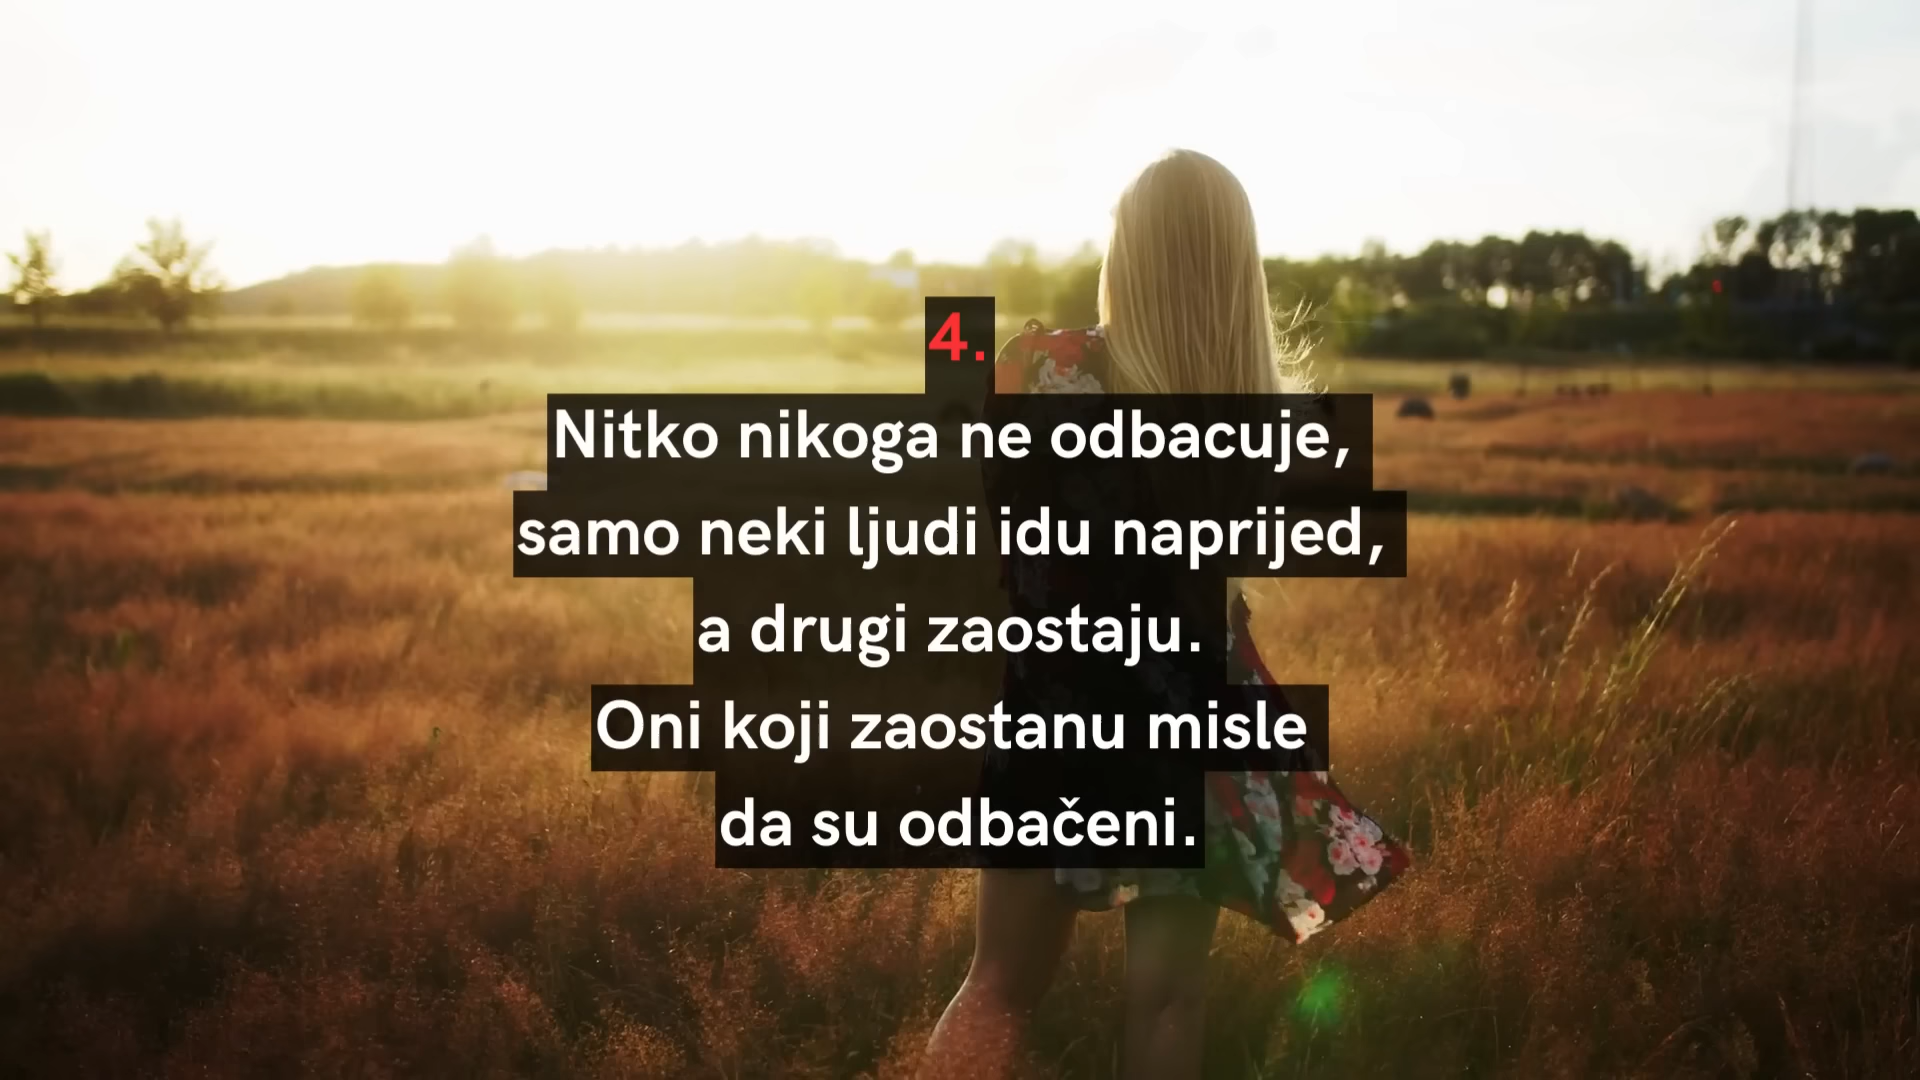 4.
Nitko nikoga ne odbacuje,
samo neki ljudi idu naprijed,
a drugi zaostaju.
Oni koji zaostanu misle
da su odbačeni.